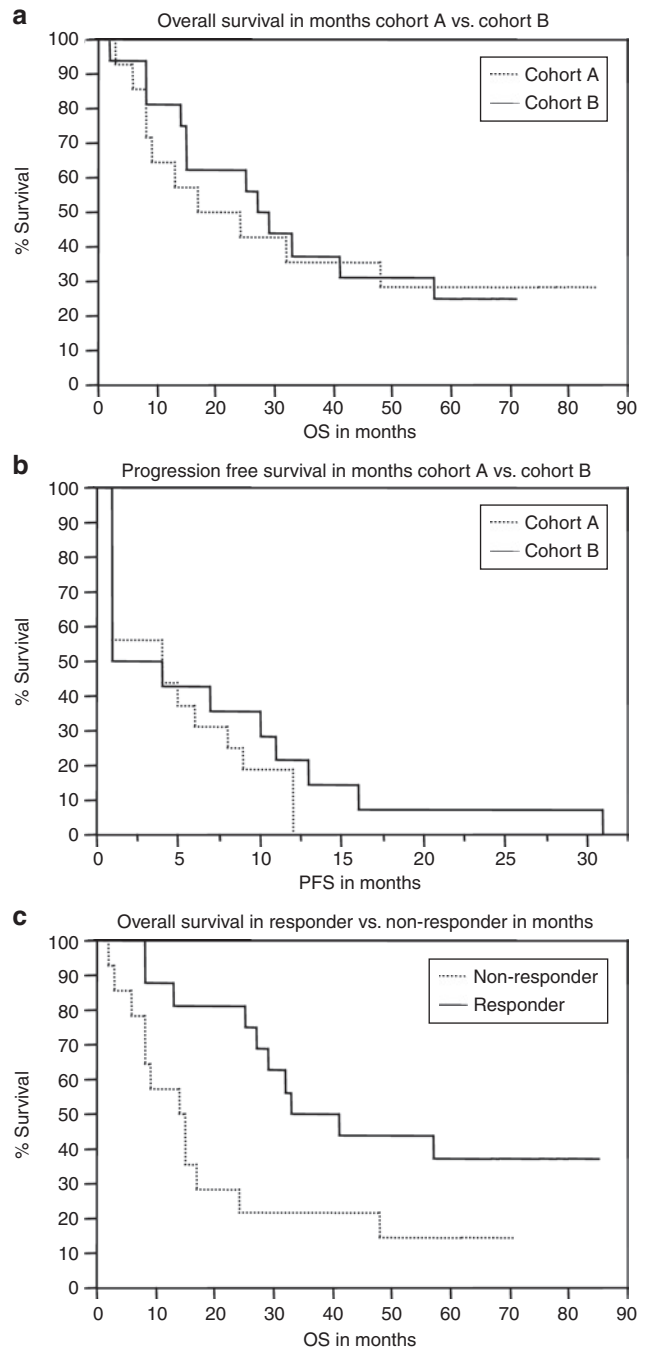 a
Overall survival in months cohort A vs. cohort B
100
90
80
70
60
50
40
30
20
10
0
% Survival
Cohort A
Cohort B
0 10 20 30 40 50 60 70 80 90
OS in months
b
Progression free survival in months cohort A vs. cohort B
100
90
80
70
60
50
40
30
20
10
0
% Survival
Cohort A
Cohort B
0 5 10 15 20 25 30
PFS in months
c
Overall survival in responder vs. non-responder in months
100
90
80
70
60
50
40
30
20
10
0
% Survival
Non-responder
Responder
0 10 20 30 40 50 60 70 80 90
OS in months